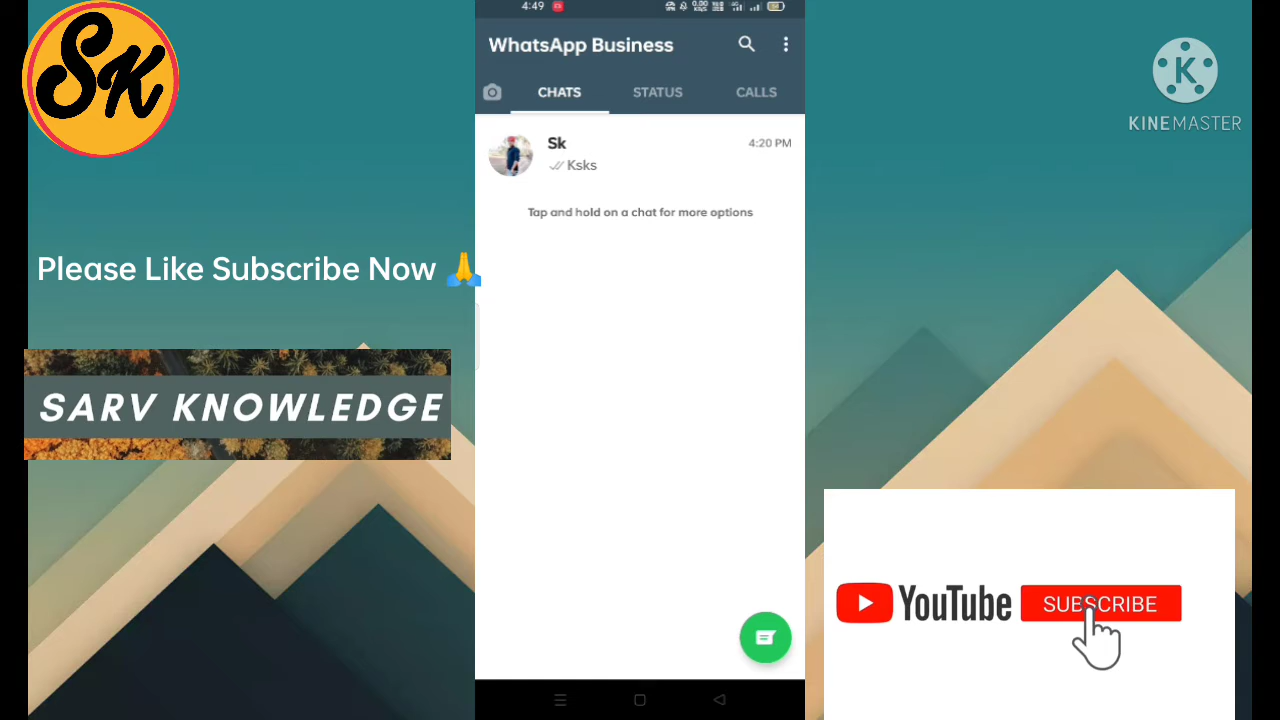 SK
4:49
WhatsApp Business
CHATS
STATUS
CALLS
Sk
4:20 PM
Ksks
Tap and hold on a chat for more options
Please Like Subscribe Now 🙏
SARV KNOWLEDGE
K
KINEMASTER
YouTube
SUBSCRIBE